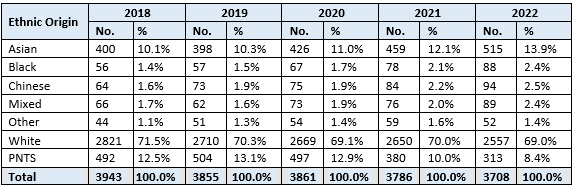 Ethnic Origin 2018 2019 2020 2021 2022
No. % No. % No. % No. % No. %
Asian 400 10.1% 398 10.3% 426 11.0% 459 12.1% 515 13.9%
Black 56 1.4% 57 1.5% 67 1.7% 78 2.1% 88 2.4%
Chinese 64 1.6% 73 1.9% 75 1.9% 84 2.2% 94 2.5%
Mixed 66 1.7% 62 1.6% 73 1.9% 76 2.0% 89 2.4%
Other 44 1.1% 51 1.3% 54 1.4% 59 1.6% 52 1.4%
White 2821 71.5% 2710 70.3% 2669 69.1% 2650 70.0% 2557 69.0%
PNTS 492 12.5% 504 13.1% 497 12.9% 380 10.0% 313 8.4%
Total 3943 100.0% 3855 100.0% 3861 100.0% 3786 100.0% 3708 100.0%